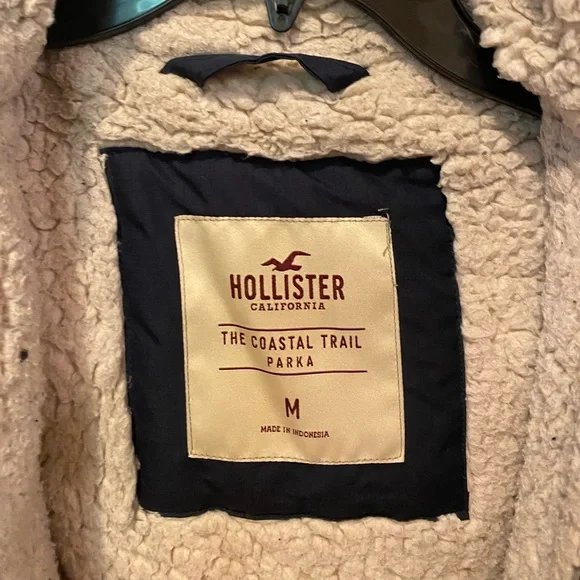 HOLLISTER
CALIFORNIA
THE COASTAL TRAIL
PARKA
M
MADE IN INDONESIA